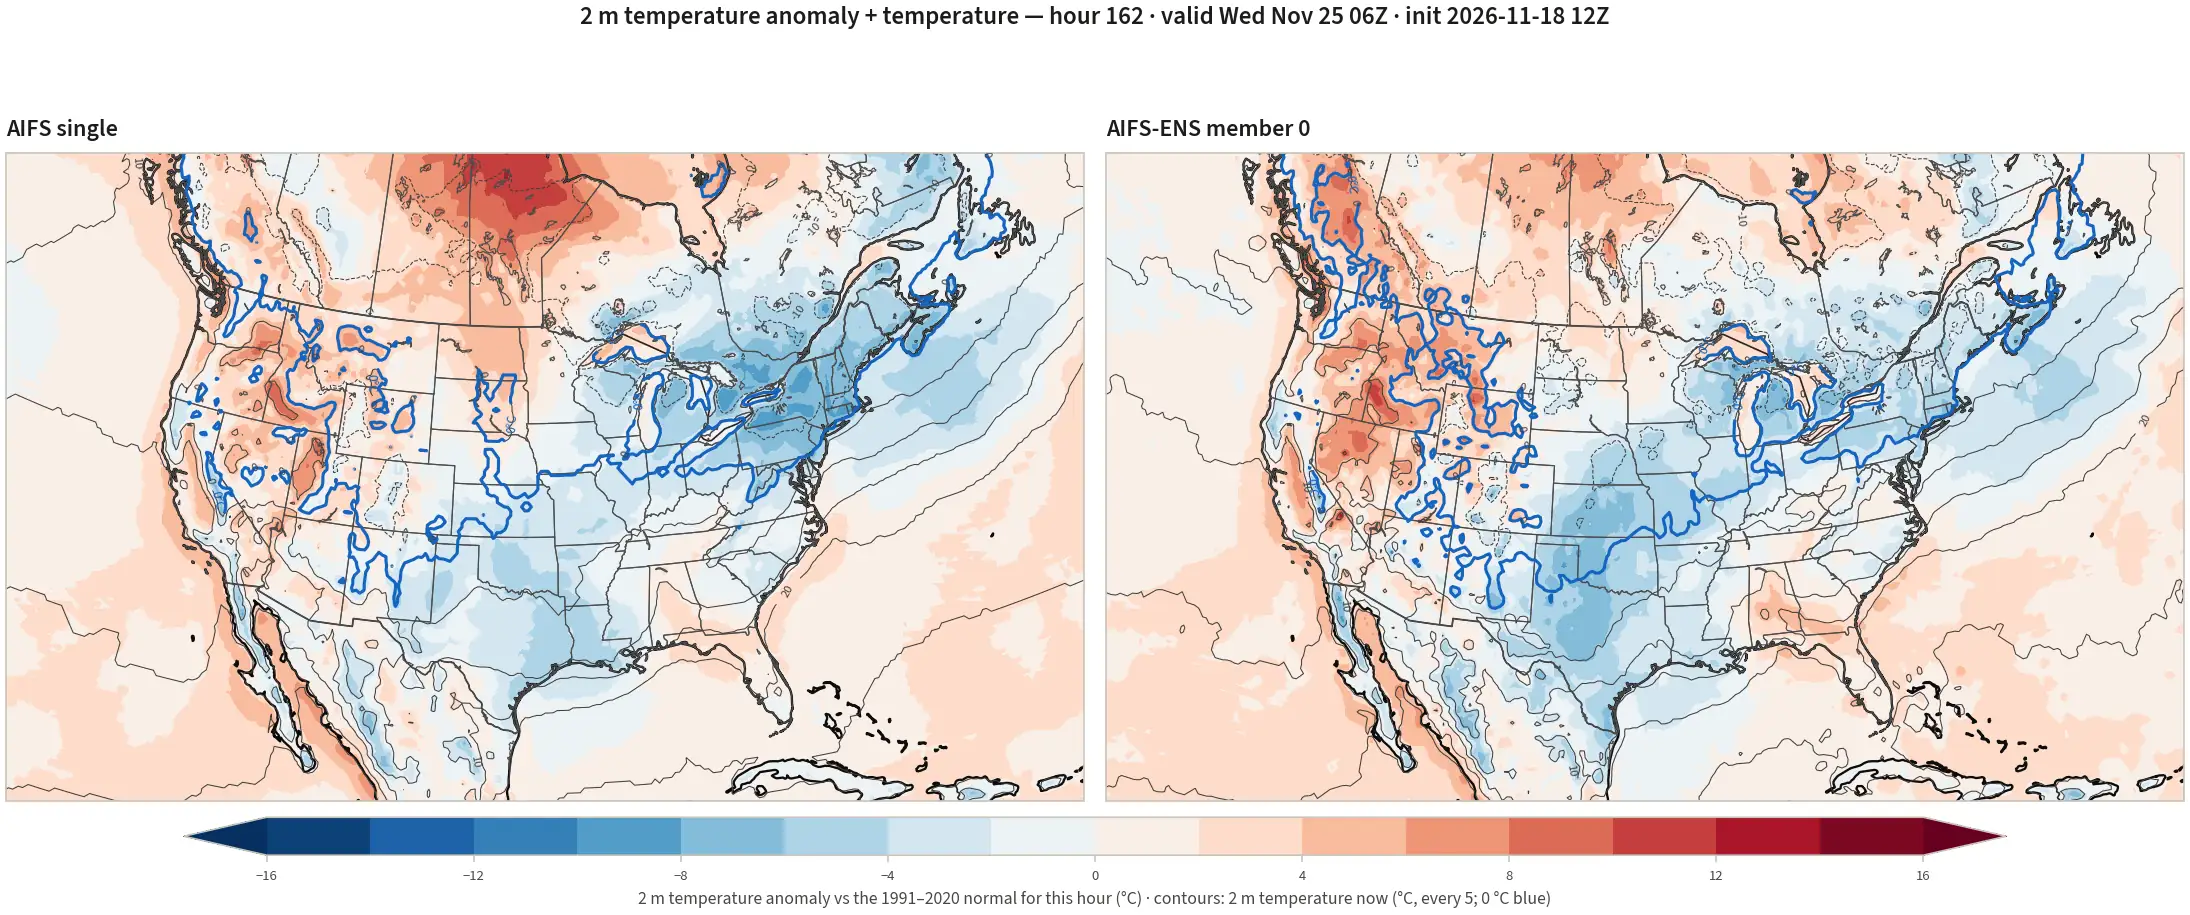 2 m temperature anomaly + temperature — hour 162 · valid Wed Nov 25 06Z · init 2026-11-18 12Z
AIFS single
AIFS-ENS member 0
−16
−12
−8
−4
0
4
8
12
16
2 m temperature anomaly vs the 1991–2020 normal for this hour (°C) · contours: 2 m temperature now (°C, every 5; 0 °C blue)